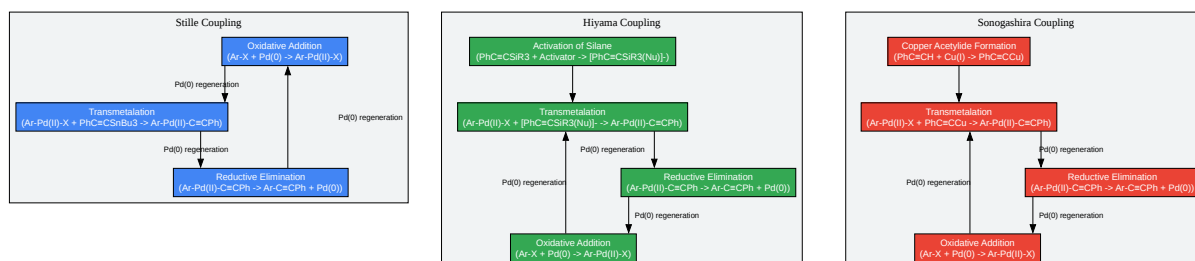 Stille Coupling
Oxidative Addition
(Ar-X + Pd(0) -> Ar-Pd(II)-X)
Pd(0) regeneration
Pd(0) regeneration
Transmetalation
(Ar-Pd(II)-X + PhC≡CSnBu3 -> Ar-Pd(II)-C≡CPh)
Pd(0) regeneration
Reductive Elimination
(Ar-Pd(II)-C≡CPh -> Ar-C≡CPh + Pd(0))
Hiyama Coupling
Activation of Silane
(PhC≡CSiR3 + Activator -> [PhC≡CSiR3(Nu)]-)
Transmetalation
(Ar-Pd(II)-X + [PhC≡CSiR3(Nu)]- -> Ar-Pd(II)-C≡CPh)
Pd(0) regeneration
Pd(0) regeneration
Reductive Elimination
(Ar-Pd(II)-C≡CPh -> Ar-C≡CPh + Pd(0))
Pd(0) regeneration
Oxidative Addition
(Ar-X + Pd(0) -> Ar-Pd(II)-X)
Sonogashira Coupling
Copper Acetylide Formation
(PhC≡CH + Cu(I) -> PhC≡CCu)
Transmetalation
(Ar-Pd(II)-X + PhC≡CCu -> Ar-Pd(II)-C≡CPh)
Pd(0) regeneration
Pd(0) regeneration
Reductive Elimination
(Ar-Pd(II)-C≡CPh -> Ar-C≡CPh + Pd(0))
Pd(0) regeneration
Oxidative Addition
(Ar-X + Pd(0) -> Ar-Pd(II)-X)